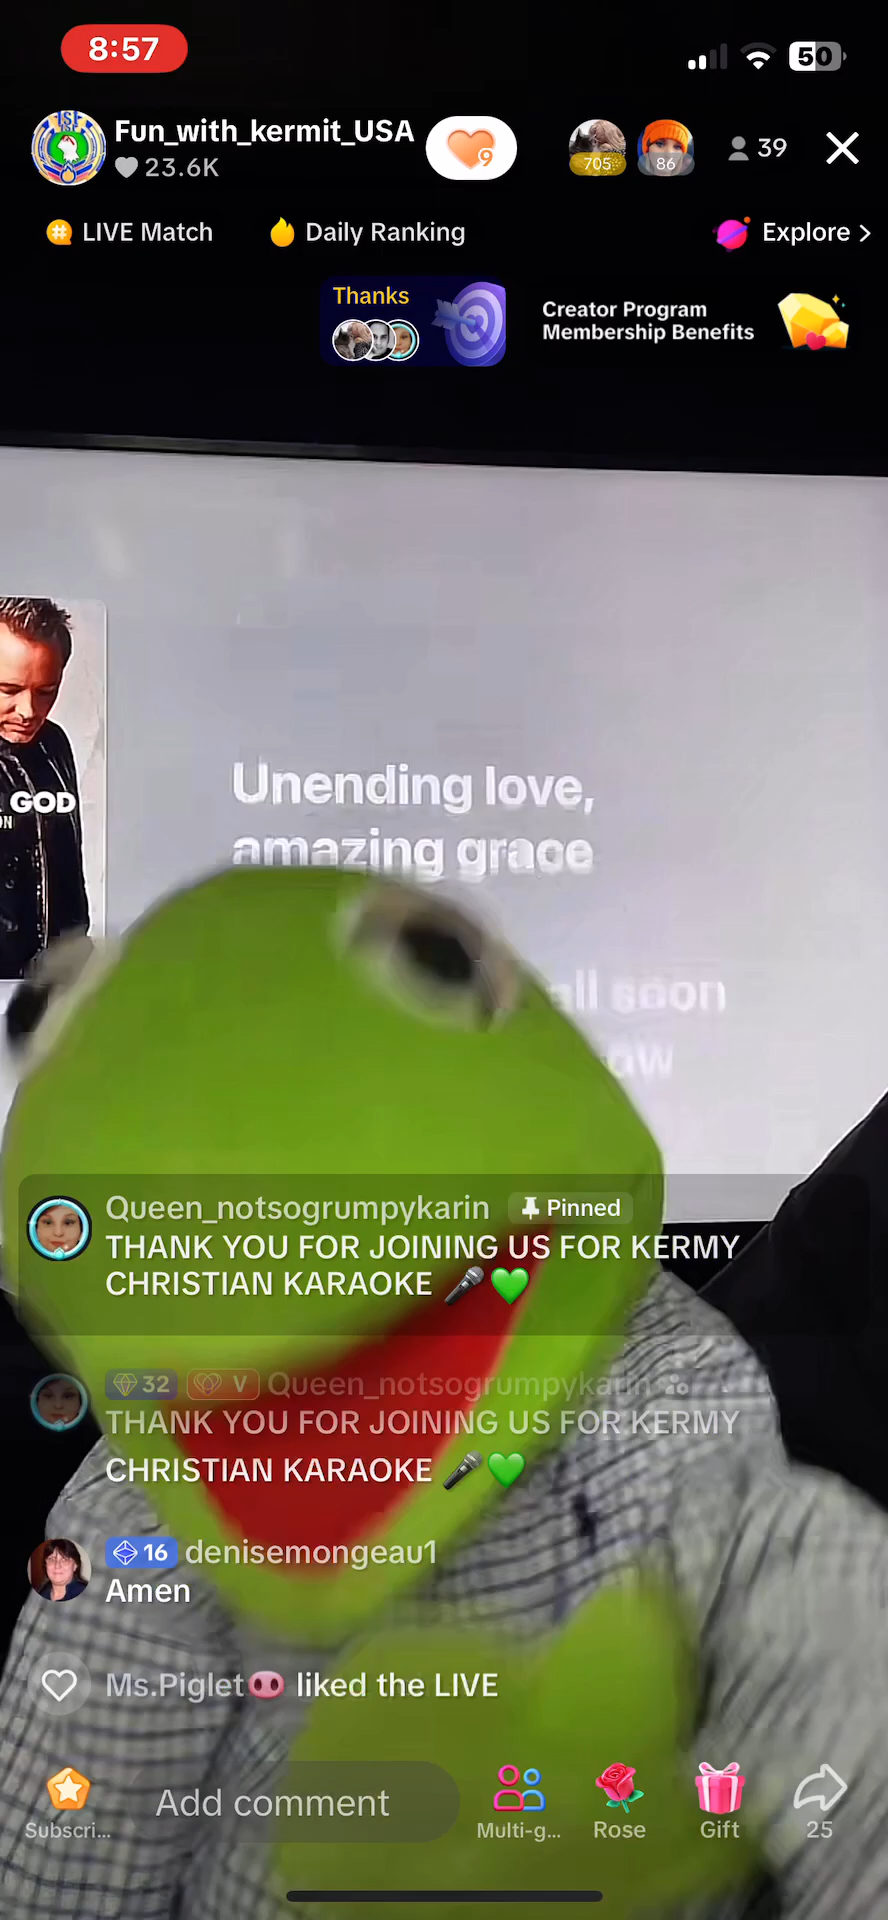 8:57
50
Fun_with_kermit_USA
23.6K
9
705
86
39
LIVE Match
Daily Ranking
Explore >
Thanks
Creator Program
Membership Benefits
GOD
Unending love,
amazing grace
all soon
Queen_notsogrumpykarin Pinned
THANK YOU FOR JOINING US FOR KERMY
CHRISTIAN KARAOKE 🎤💚
32 V Queen_notsogrumpykarin
THANK YOU FOR JOINING US FOR KERMY
CHRISTIAN KARAOKE 🎤💚
16 denisemongeau1
Amen
Ms.Piglet🐽 liked the LIVE
Add comment
Subscri... Multi-g... Rose Gift 25